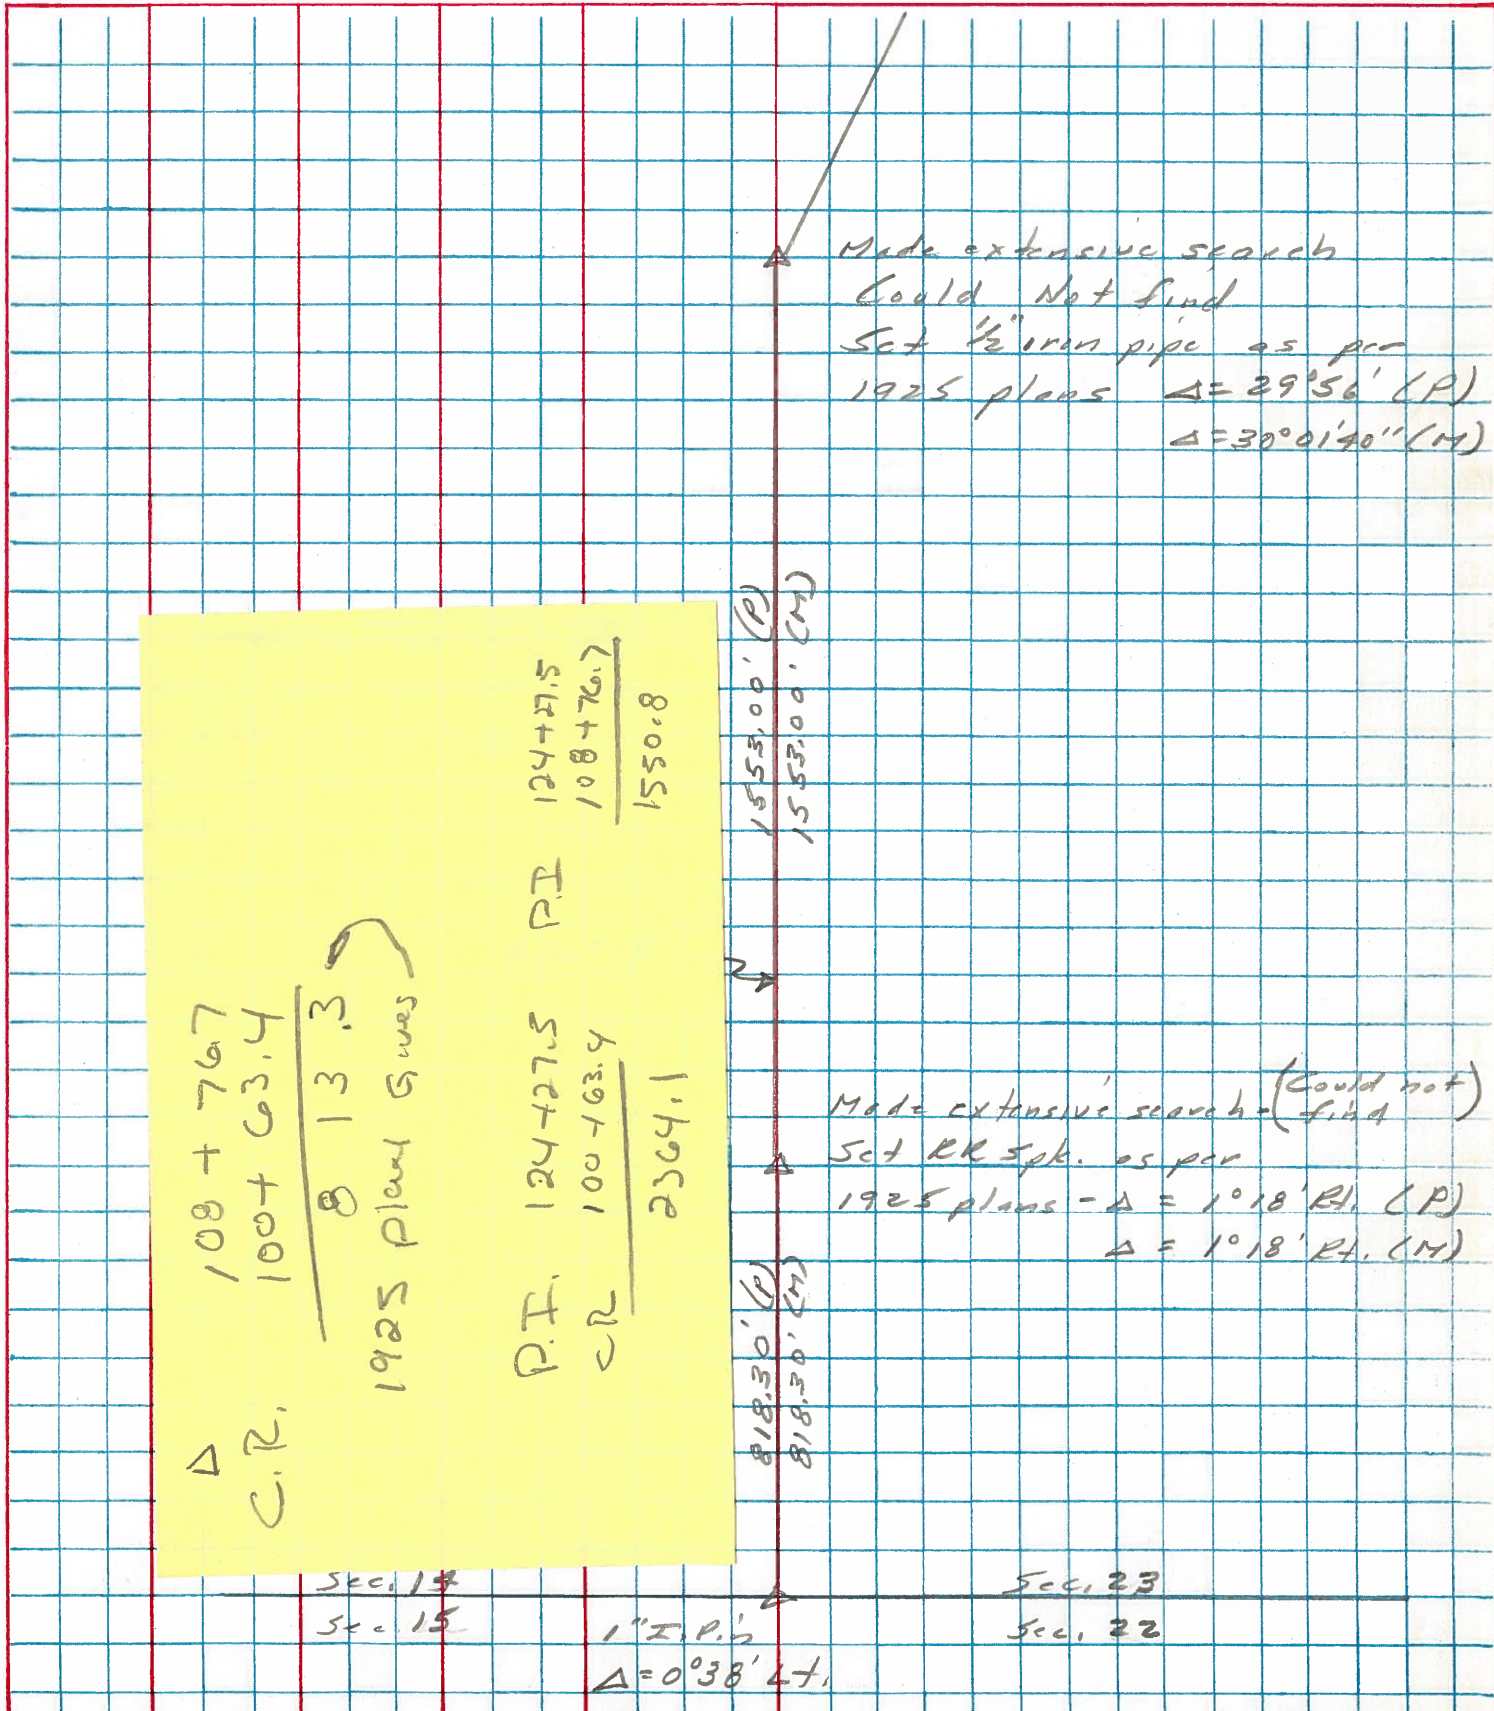 Made extensive search
Could Not find
Set 1/2" iron pipe as per
1925 plans Δ = 29°56' (P)
Δ = 30°01'40" (M)
1553.00' (P)
1553.00' (M)
Δ 108 + 76.7
C.R. 100 + 63.4
813.3
1925 plans Gives
P.I. 124+27.5
CR 100+63.4
2364.1
P.I 124+27.5
108+76.7
1550.8
Made extensive search - (Could not find)
Set RR Spk. as per
1925 plans - Δ = 1°18' Rt. (P)
Δ = 1°18' Rt. (M)
818.30' (P)
818.30' (M)
Sec. 14
Sec. 23
Sec. 15
Sec. 22
1" I. Pin
Δ = 0°38' Lt.